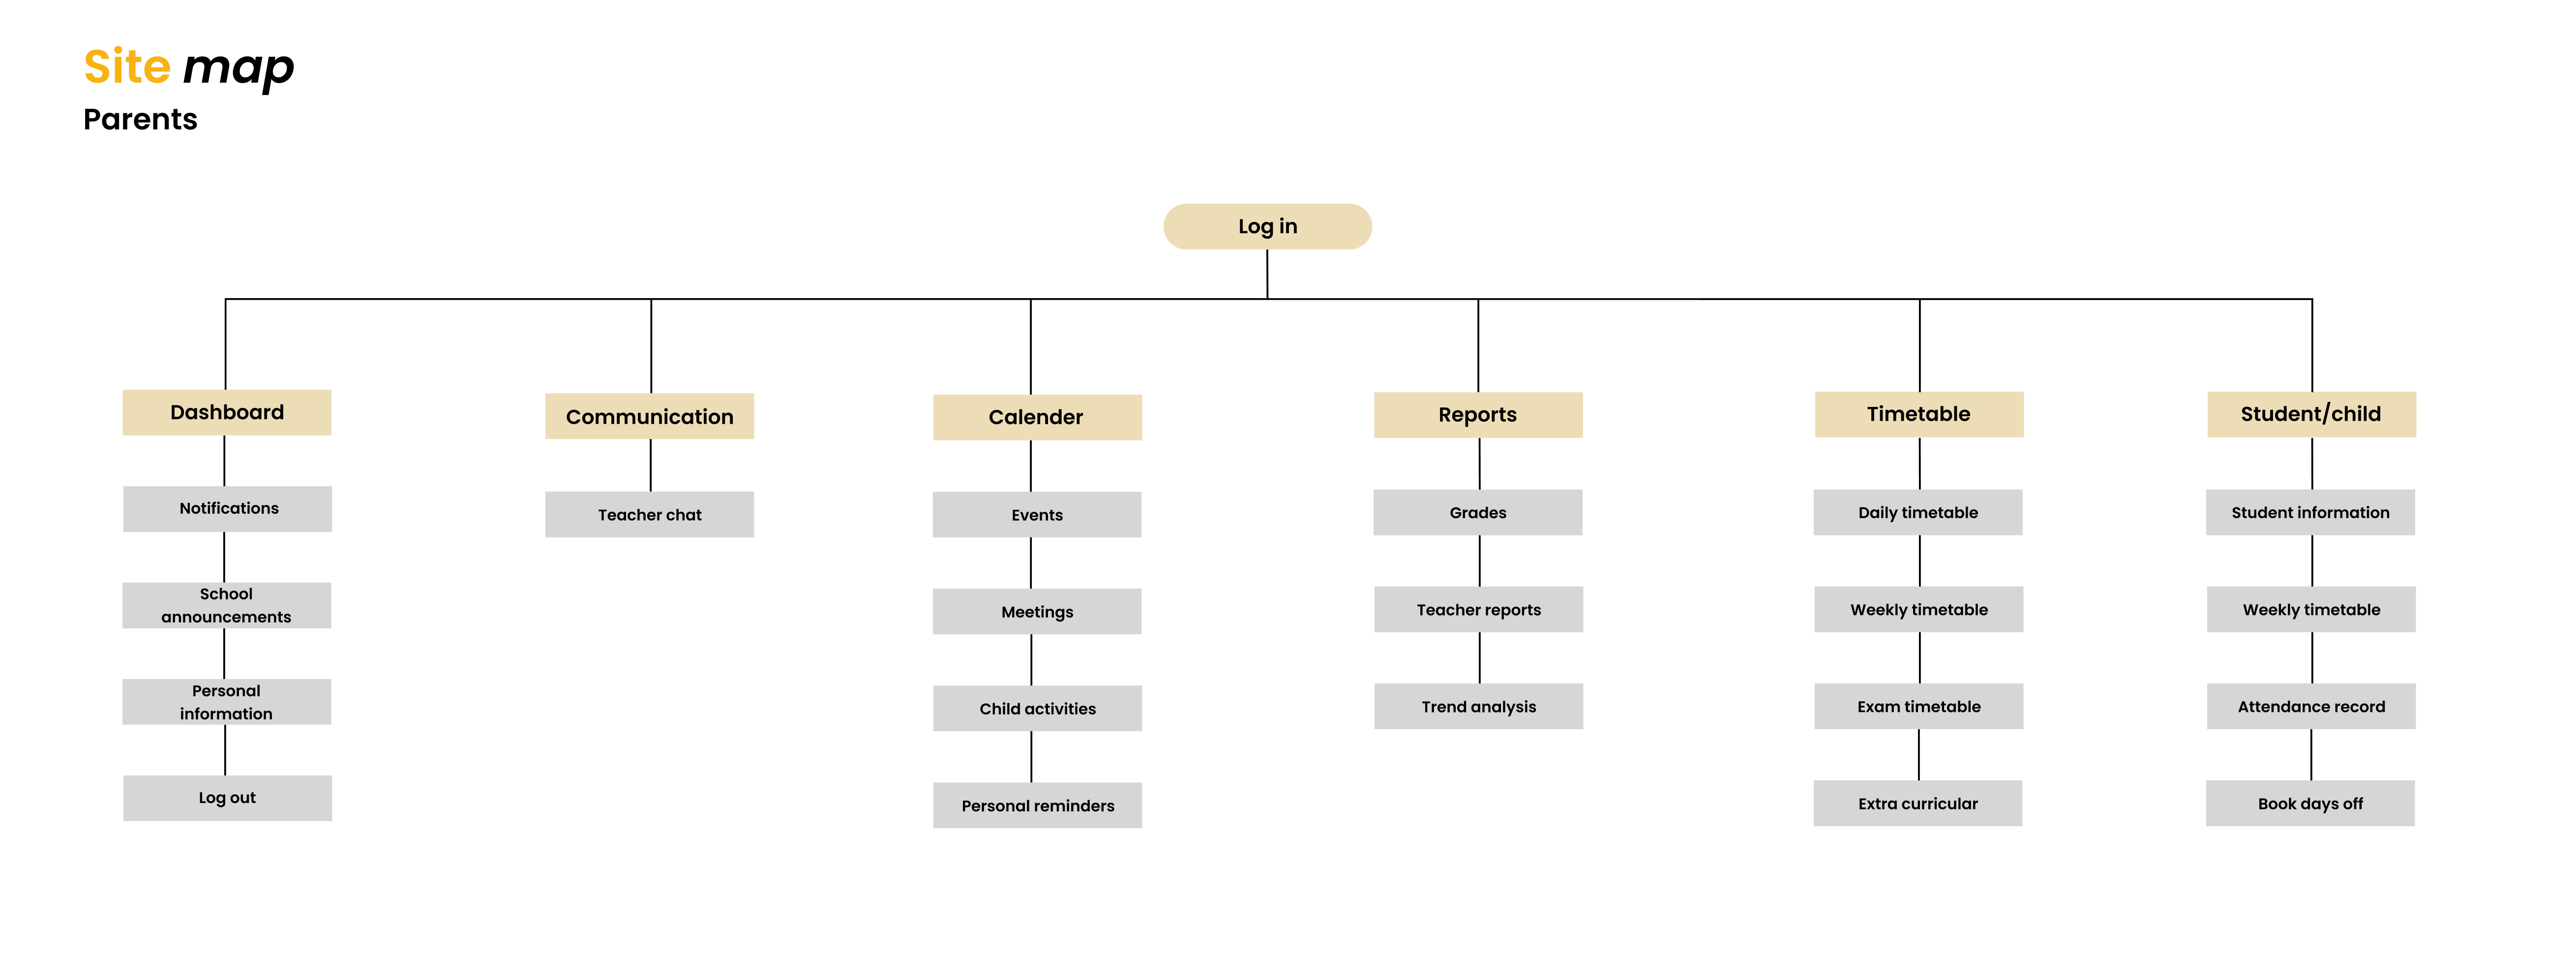 Site map
Parents
Log in
Dashboard
Notifications
School
announcements
Personal
information
Log out
Communication
Teacher chat
Calender
Events
Meetings
Child activities
Personal reminders
Reports
Grades
Teacher reports
Trend analysis
Timetable
Daily timetable
Weekly timetable
Exam timetable
Extra curricular
Student/child
Student information
Weekly timetable
Attendance record
Book days off